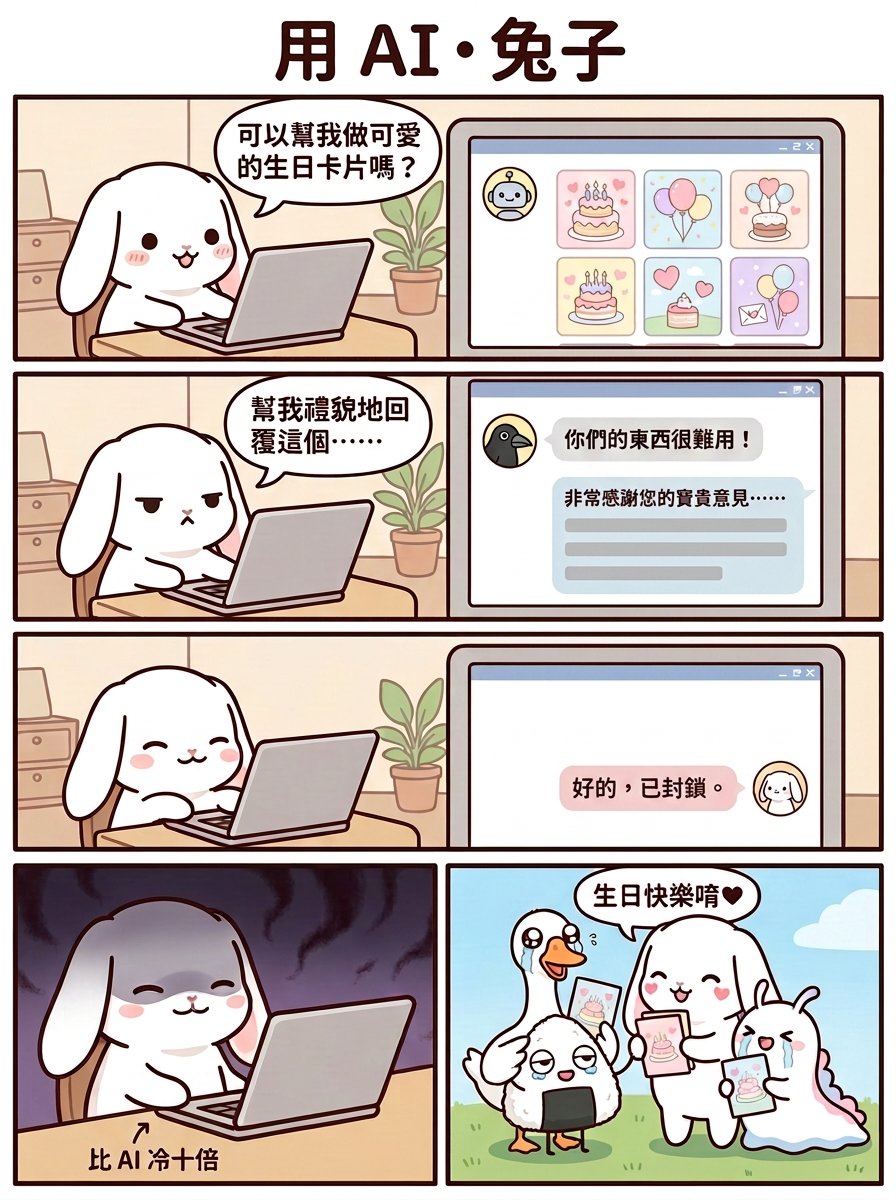 用 AI・兔子
可以幫我做可愛
的生日卡片嗎？
幫我禮貌地回
覆這個……
你們的東西很難用！
非常感謝您的寶貴意見……
好的，已封鎖。
比 AI 冷十倍
生日快樂唷♥